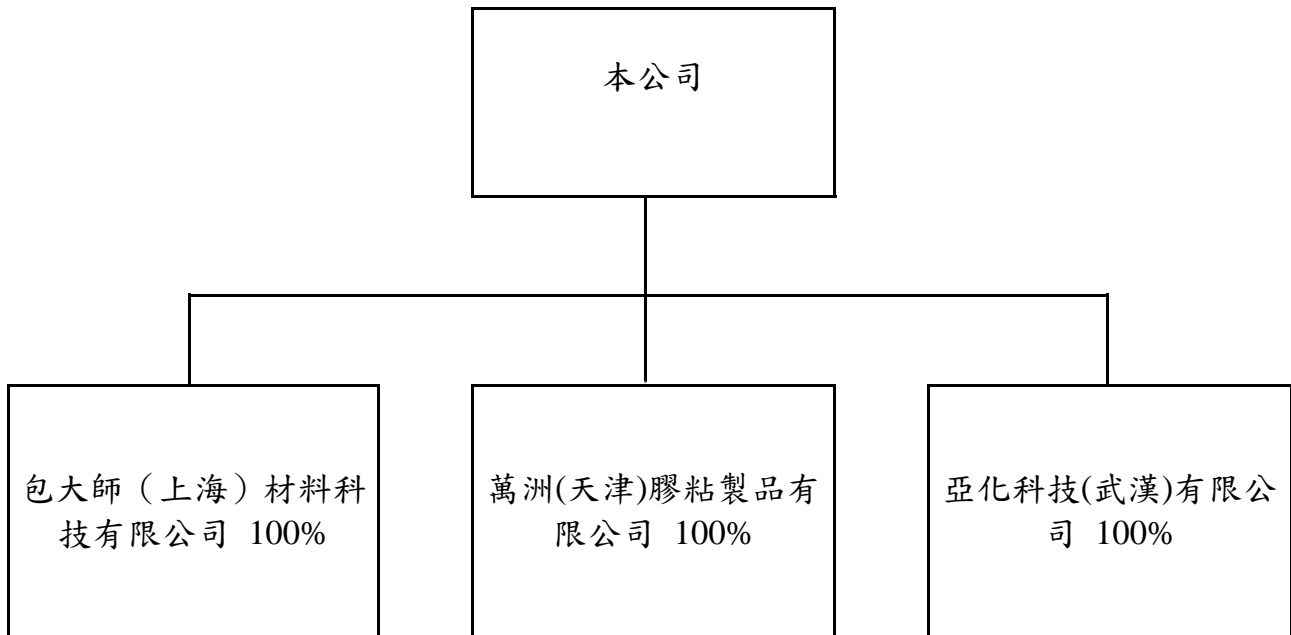 本公司
包大師（上海）材料科
技有限公司 100%
萬洲(天津)膠粘製品有
限公司 100%
亞化科技(武漢)有限公
司 100%